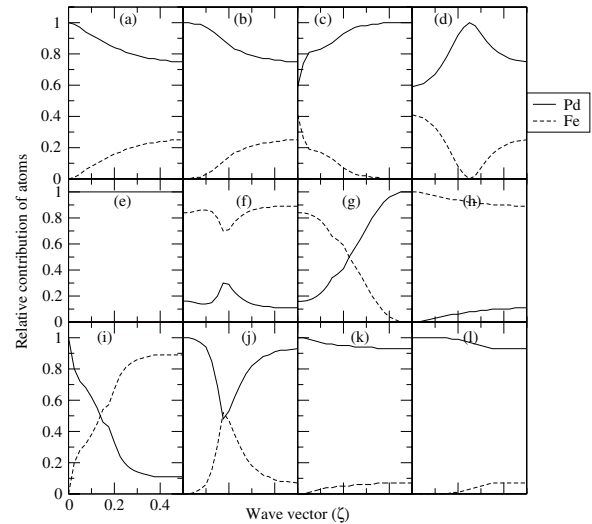 (a) (b) (c) (d)
1
0.8
0.6
0.4
0.2
0
Pd
Fe
Relative contribution of atoms
(e) (f) (g) (h)
1
0.8
0.6
0.4
0.2
0
(i) (j) (k) (l)
1
0.8
0.6
0.4
0.2
0
0 0.2 0.4
Wave vector (ζ)